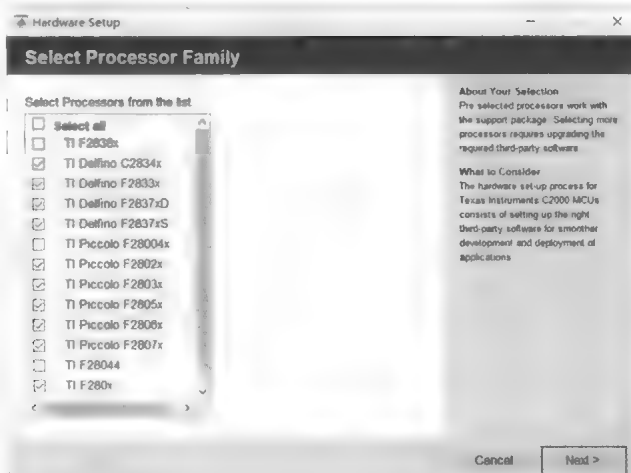 Hardware Setup
Select Processor Family
Select Processors from the list
Select all
TI F2838x
TI Delfino C2834x
TI Delfino F2833x
TI Delfino F2837xD
TI Delfino F2837xS
TI Piccolo F28004x
TI Piccolo F2802x
TI Piccolo F2803x
TI Piccolo F2805x
TI Piccolo F2806x
TI Piccolo F2807x
TI F28044
TI F280x
About Your Selection
Pre selected processors work with
the support package. Selecting more
processors requires upgrading the
required third-party software
What to Consider
The hardware set-up process for
Texas Instruments C2000 MCUs
consists of setting up the right
third-party software for smoother
development and deployment of
applications
Cancel
Next >